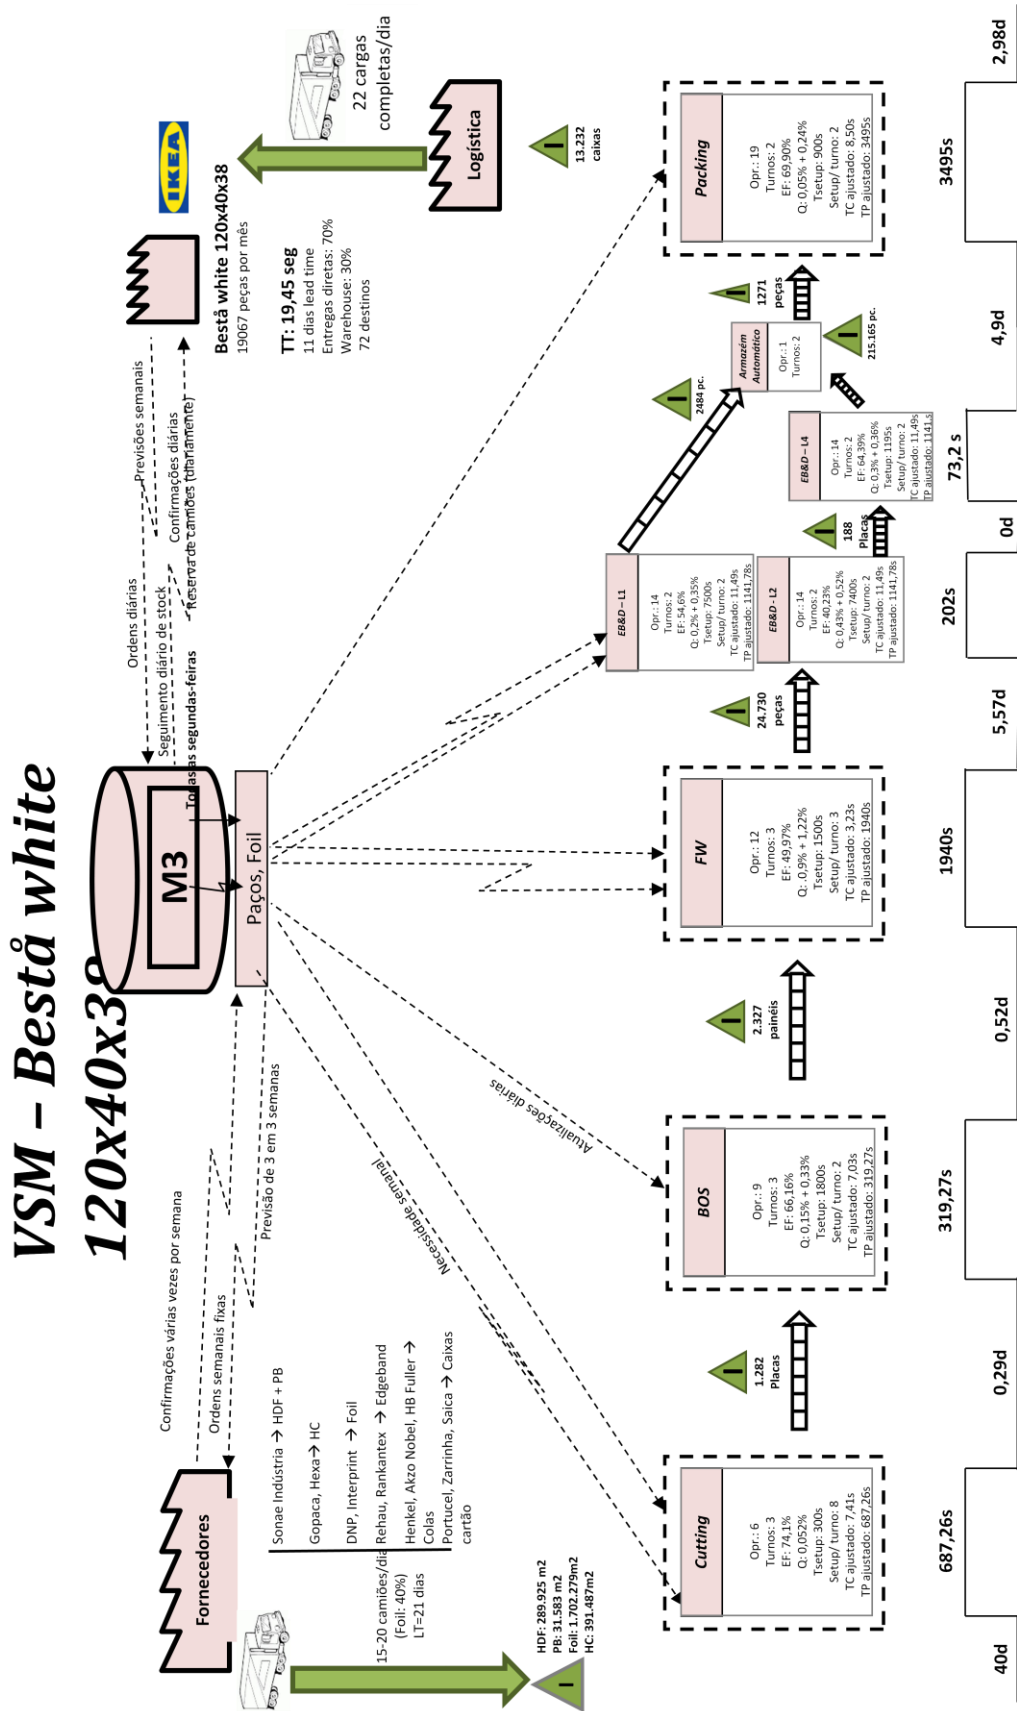 VSM – Bestå white
120x40x38
Fornecedores
Confirmações várias vezes por semana
Ordens semanais fixas
Previsão de 3 em 3 semanas
M3
Paços, Foil
Ordens diárias
Seguimento diário de stock
Todas as segundas-feiras
Previsões semanais
Confirmações diárias
Reserva de camiões (diariamente)
IKEA
Bestå white 120x40x38
19067 peças por mês
TT: 19,45 seg
11 dias lead time
Entregas diretas: 70%
Warehouse: 30%
72 destinos
22 cargas
completas/dia
Logística
13.232
caixas
Sonae Indústria → HDF + PB
Gopaca, Hexa→ HC
DNP, Interprint → Foil
Rehau, Rankantex → Edgeband
Henkel, Akzo Nobel, HB Fuller →
Colas
Portucel, Zarrinha, Saica → Caixas
cartão
15-20 camiões/dia
(Foil: 40%)
LT=21 dias
HDF: 289.925 m2
PB: 31.583 m2
Foil: 1.702.279m2
HC: 391.487m2
I
Necessidade semanal
Atualizações diárias
Cutting
Opr.: 6
Turnos: 3
EF: 74,1%
Q: 0,052%
Tsetup: 300s
Setup/ turno: 8
TC ajustado: 7,41s
TP ajustado: 687,26s
I
1.282
Placas
BOS
Opr.: 9
Turnos: 3
EF: 66,16%
Q: 0,15% + 0,33%
Tsetup: 1800s
Setup/ turno: 2
TC ajustado: 7,03s
TP ajustado: 319,27s
I
2.327
painéis
FW
Opr.: 12
Turnos: 3
EF: 49,97%
Q: .0,9% + 1,22%
Tsetup: 1500s
Setup/ turno: 3
TC ajustado: 3,23s
TP ajustado: 1940s
I
24.730
peças
EB&D – L1
Opr.: 14
Turnos: 2
EF: 54,6%
Q: 0,2% + 0,35%
Tsetup: 7500s
Setup/ turno: 2
TC ajustado: 11,49s
TP ajustado: 1141,78s
EB&D - L2
Opr.: 14
Turnos: 2
EF: 40,23%
Q: 0,43% + 0,52%
Tsetup: 7400s
Setup/ turno: 2
TC ajustado: 11,49s
TP ajustado: 1141,78s
I
188
Placas
EB&D – L4
Opr.: 14
Turnos: 2
EF: 64,39%
Q: 0,3% + 0,36%
Tsetup: 1195s
Setup/ turno: 2
TC ajustado: 11,49s
TP ajustado: 1141.s
I
2484 pc.
Armazém
Automático
Opr.: 1
Turnos: 2
I
215.165 pc.
I
1271
peças
Packing
Opr.: 19
Turnos: 2
EF: 69,90%
Q: 0,05% + 0,24%
Tsetup: 900s
Setup/ turno: 2
TC ajustado: 8,50s
TP ajustado: 3495s
I
40d
687,26s
0,29d
319,27s
0,52d
1940s
5,57d
202s
0d
73,2 s
4,9d
3495s
2,98d